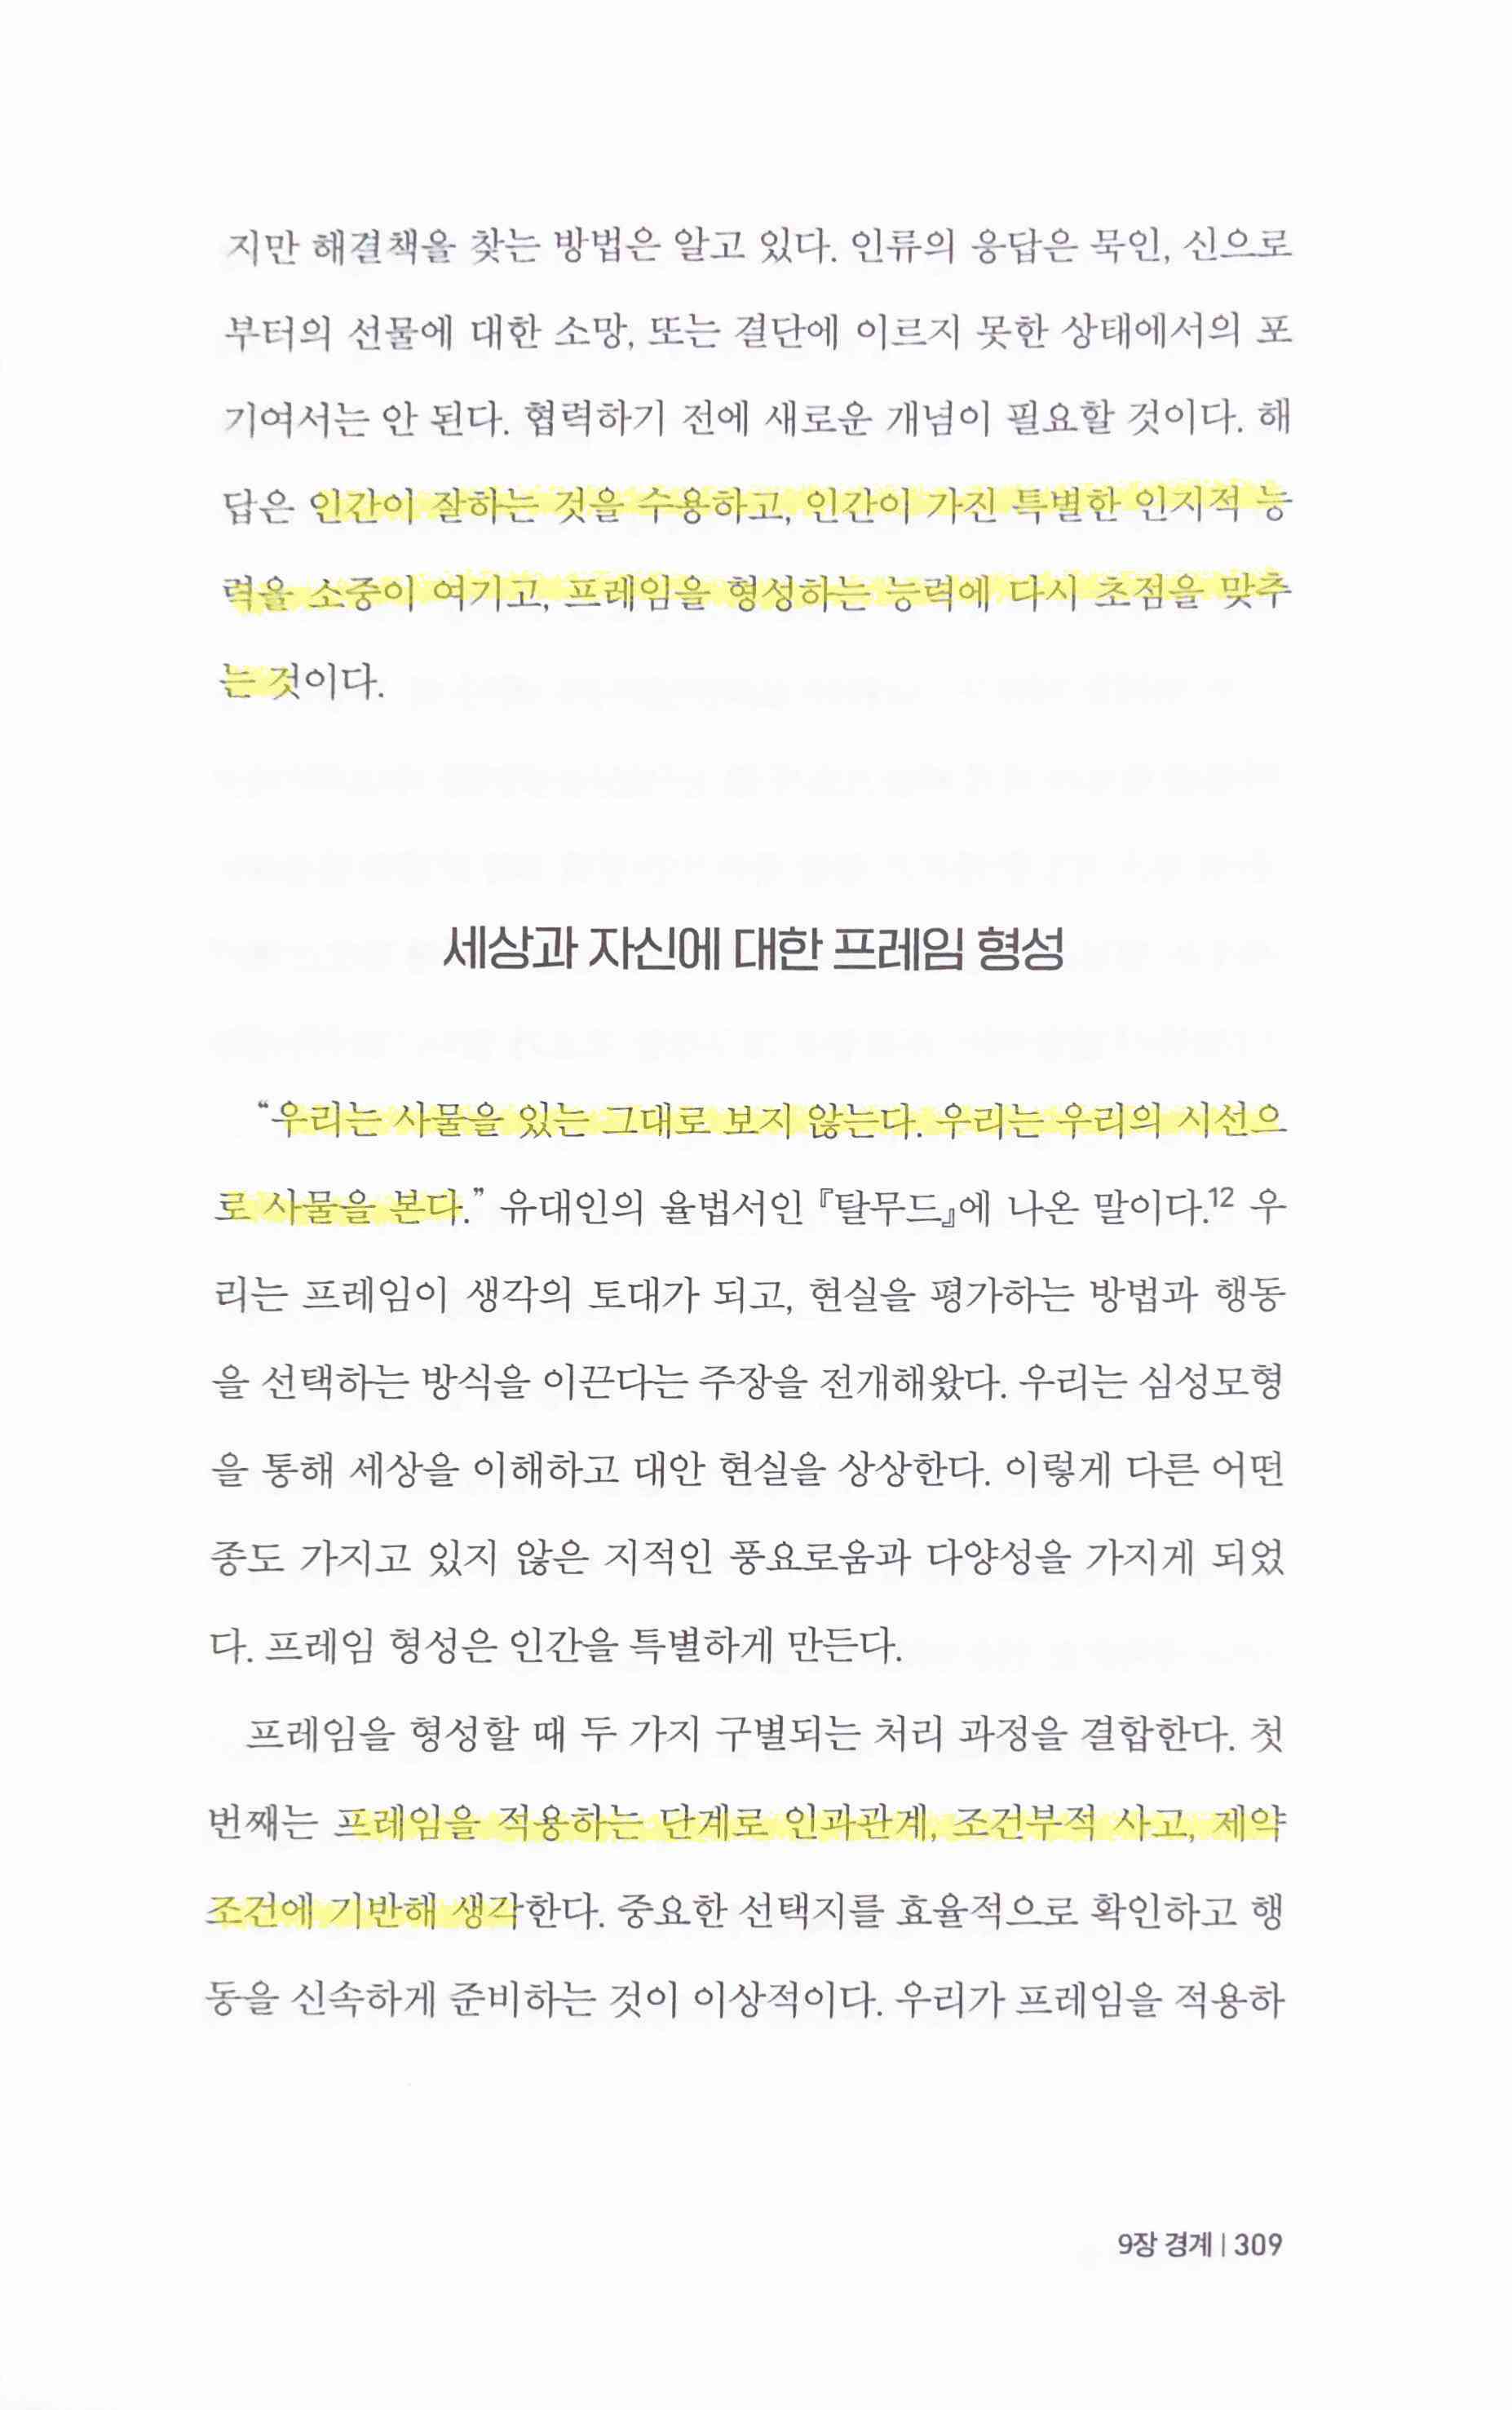 지만 해결책을 찾는 방법은 알고 있다. 인류의 응답은 묵인, 신으로
부터의 선물에 대한 소망, 또는 결단에 이르지 못한 상태에서의 포
기여서는 안 된다. 협력하기 전에 새로운 개념이 필요할 것이다. 해
답은 인간이 잘하는 것을 수용하고, 인간이 가진 특별한 인지적 능
력을 소중이 여기고, 프레임을 형성하는 능력에 다시 초점을 맞추
는 것이다.
세상과 자신에 대한 프레임 형성
“우리는 사물을 있는 그대로 보지 않는다. 우리는 우리의 시선으
로 사물을 본다.” 유대인의 율법서인 『탈무드』에 나온 말이다.12 우
리는 프레임이 생각의 토대가 되고, 현실을 평가하는 방법과 행동
을 선택하는 방식을 이끈다는 주장을 전개해왔다. 우리는 심성모형
을 통해 세상을 이해하고 대안 현실을 상상한다. 이렇게 다른 어떤
종도 가지고 있지 않은 지적인 풍요로움과 다양성을 가지게 되었
다. 프레임 형성은 인간을 특별하게 만든다.
프레임을 형성할 때 두 가지 구별되는 처리 과정을 결합한다. 첫
번째는 프레임을 적용하는 단계로 인과관계, 조건부적 사고, 제약
조건에 기반해 생각한다. 중요한 선택지를 효율적으로 확인하고 행
동을 신속하게 준비하는 것이 이상적이다. 우리가 프레임을 적용하
9장 경계 | 309